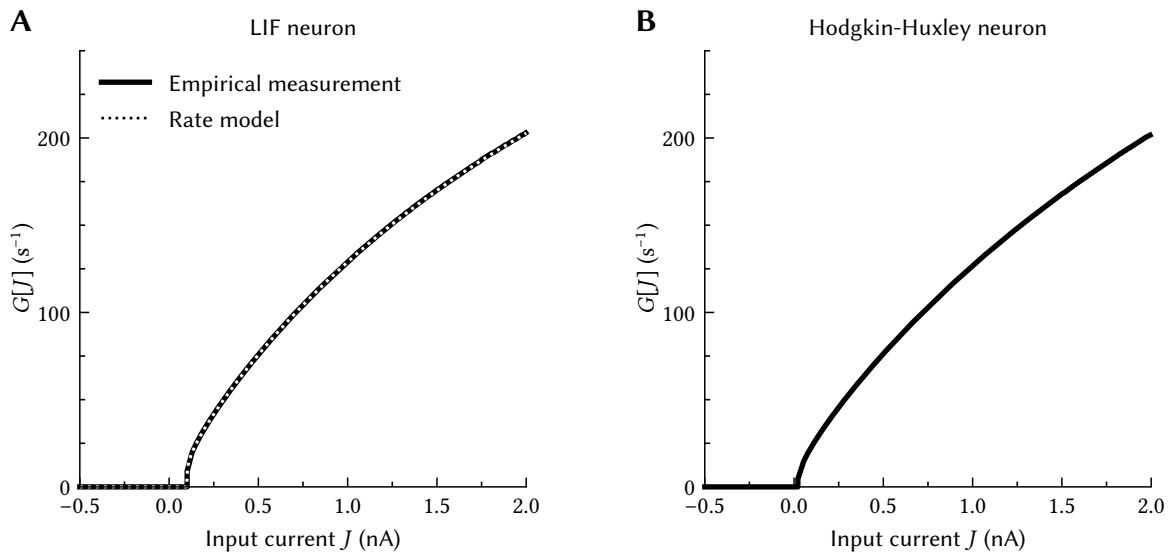 A
LIF neuron
Empirical measurement
Rate model
200
100
0
G[J] (s⁻¹)
−0.5 0.0 0.5 1.0 1.5 2.0
Input current J (nA)
B
Hodgkin-Huxley neuron
200
100
0
G[J] (s⁻¹)
−0.5 0.0 0.5 1.0 1.5 2.0
Input current J (nA)